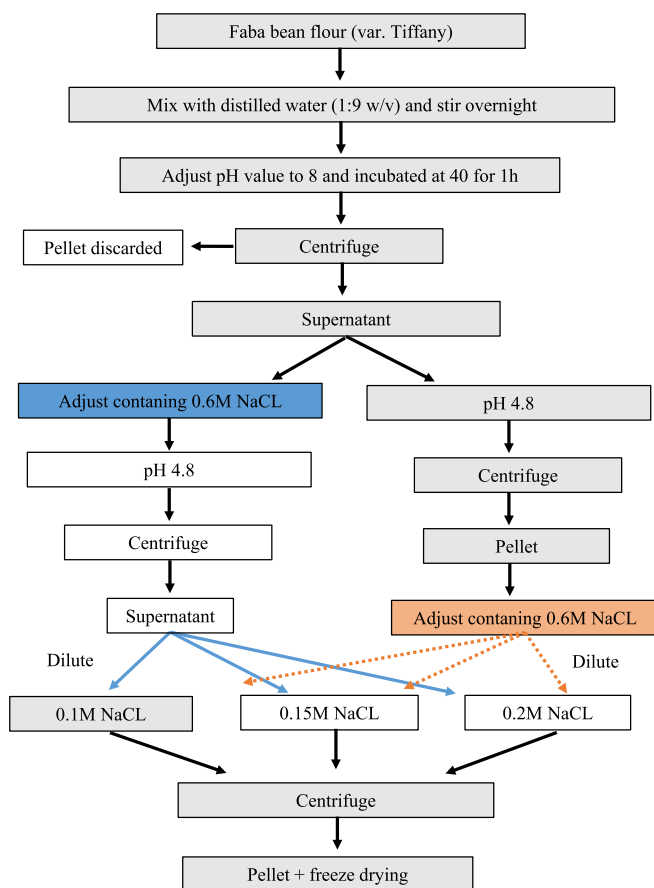 Faba bean flour (var. Tiffany)
Mix with distilled water (1:9 w/v) and stir overnight
Adjust pH value to 8 and incubated at 40 for 1h
Pellet discarded
Centrifuge
Supernatant
Adjust contaning 0.6M NaCL
pH 4.8
pH 4.8
Centrifuge
Centrifuge
Pellet
Supernatant
Adjust contaning 0.6M NaCL
Dilute
Dilute
0.1M NaCL
0.15M NaCL
0.2M NaCL
Centrifuge
Pellet + freeze drying